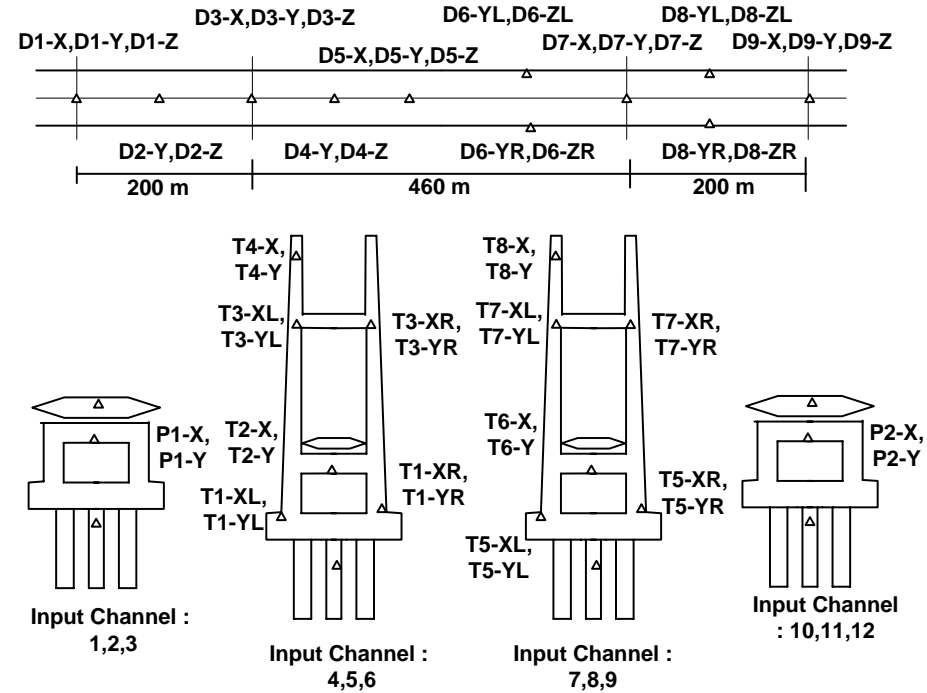 D3-X,D3-Y,D3-Z
D6-YL,D6-ZL
D8-YL,D8-ZL
D1-X,D1-Y,D1-Z
D5-X,D5-Y,D5-Z
D7-X,D7-Y,D7-Z
D9-X,D9-Y,D9-Z
D2-Y,D2-Z
D4-Y,D4-Z
D6-YR,D6-ZR
D8-YR,D8-ZR
200 m
460 m
200 m
T4-X,
T4-Y
T3-XL,
T3-YL
T3-XR,
T3-YR
T8-X,
T8-Y
T7-XL,
T7-YL
T7-XR,
T7-YR
P1-X,
P1-Y
T2-X,
T2-Y
T1-XL,
T1-YL
T1-XR,
T1-YR
T6-X,
T6-Y
T5-XR,
T5-YR
T5-XL,
T5-YL
P2-X,
P2-Y
Input Channel :
1,2,3
Input Channel :
4,5,6
Input Channel :
7,8,9
Input Channel
: 10,11,12